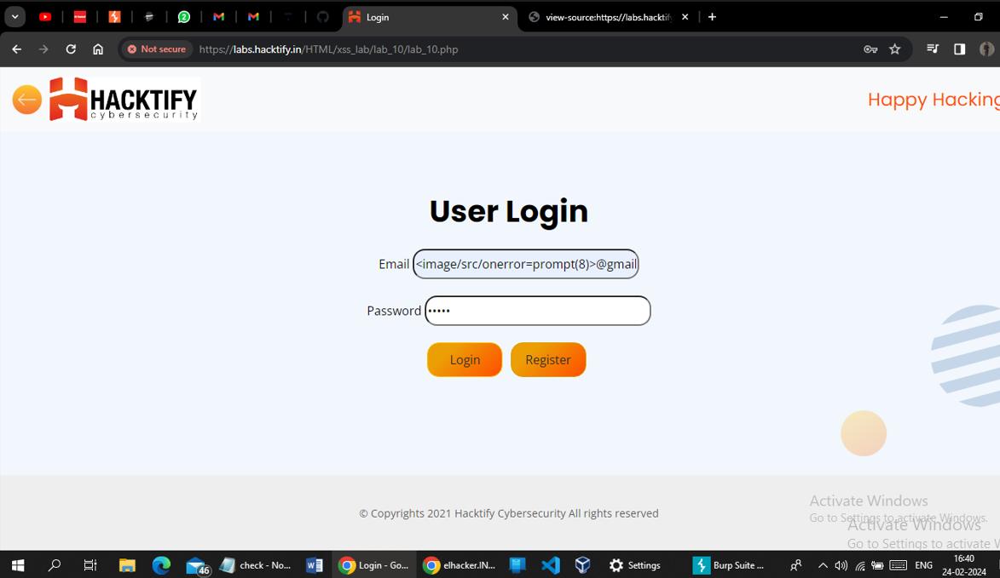 Login
view-source:https://labs.hacktif
Not secure
https://labs.hacktify.in/HTML/xss_lab/lab_10/lab_10.php
HACKTIFY
cybersecurity
Happy Hacking
User Login
Email <image/src/onerror=prompt(8)>@gmail
Password •••••
Login Register
© Copyrights 2021 Hacktify Cybersecurity All rights reserved
Activate Windows
Go to Settings to activate Windows.
Activate Windows
Go to Settings to activate W
46
check - No...
Login - Go...
elhacker.IN...
Settings
Burp Suite ...
ENG
16:40
24-02-2024